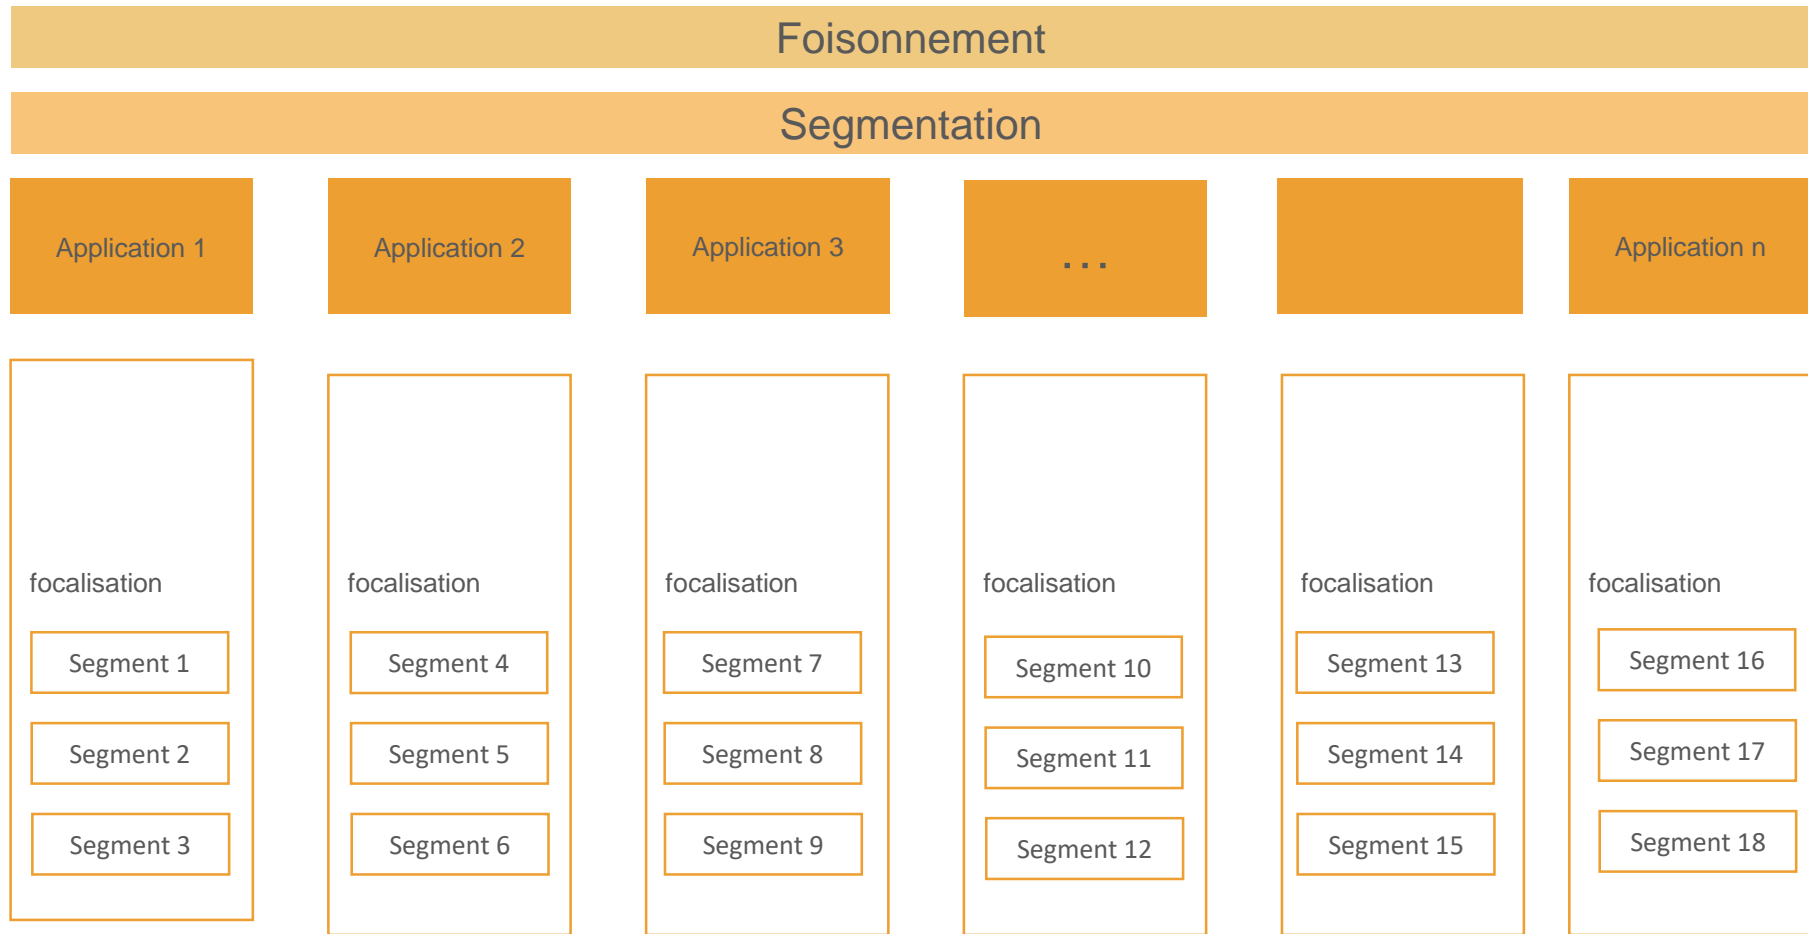 Foisonnement
Segmentation
Application 1
Application 2
Application 3
...
Application n
focalisation
Segment 1
Segment 2
Segment 3
focalisation
Segment 4
Segment 5
Segment 6
focalisation
Segment 7
Segment 8
Segment 9
focalisation
Segment 10
Segment 11
Segment 12
focalisation
Segment 13
Segment 14
Segment 15
focalisation
Segment 16
Segment 17
Segment 18